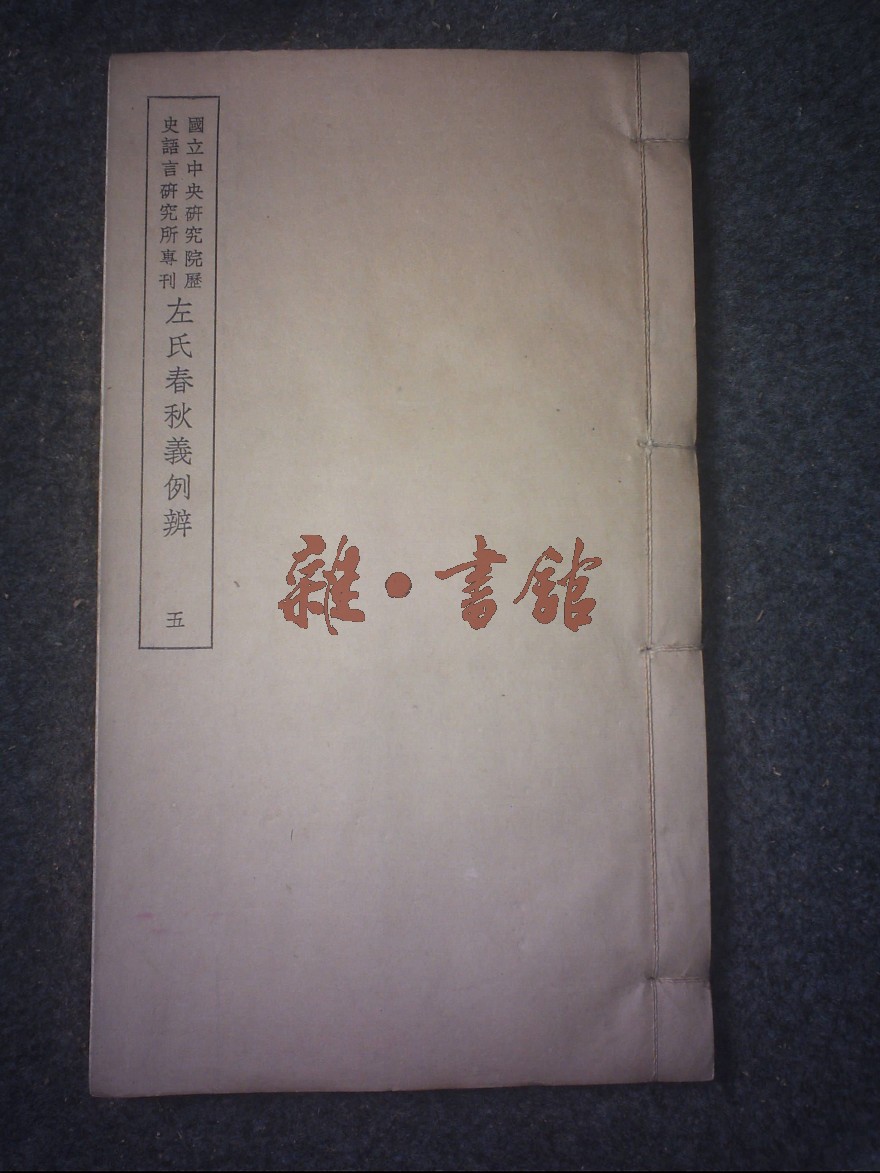 國立中央研究院歷
史語言研究所專刊
左氏春秋義例辨
五
雜·書館